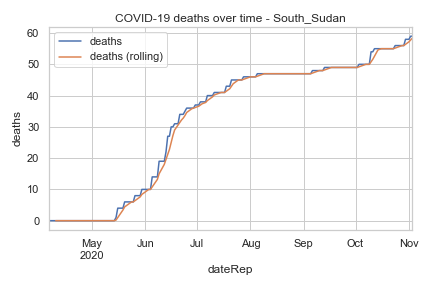 COVID-19 deaths over time - South_Sudan
deaths
deaths (rolling)
60
50
40
30
20
10
0
deaths
May Jun Jul Aug Sep Oct Nov
2020
dateRep